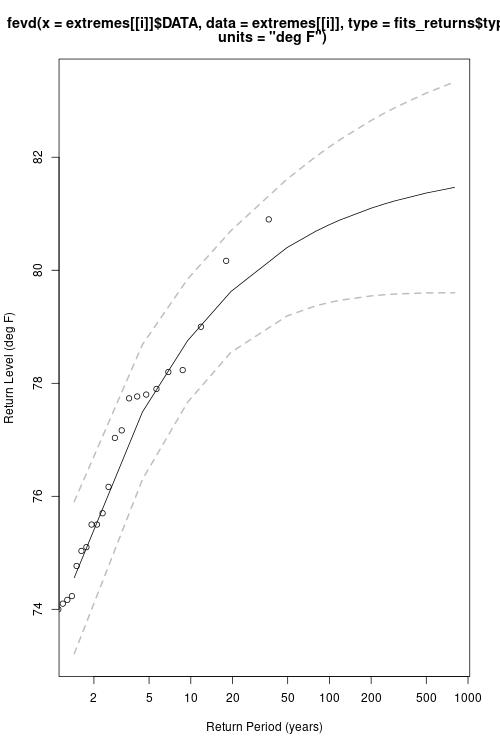 fevd(x = extremes[[i]]$DATA, data = extremes[[i]], type = fits_returns$typ
units = "deg F")
82
80
78
76
74
Return Level (deg F)
2 5 10 20 50 100 200 500 1000
Return Period (years)